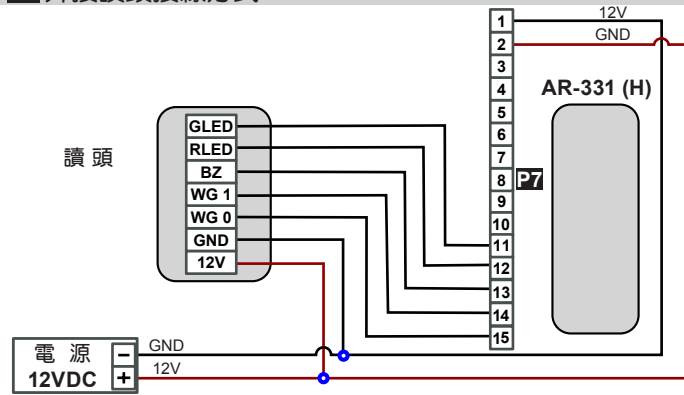 12V
GND
1
2
3
4
5
6
7
8
9
10
11
12
13
14
15
P7
AR-331 (H)
讀頭
GLED
RLED
BZ
WG 1
WG 0
GND
12V
電 源
12VDC
−
+
GND
12V